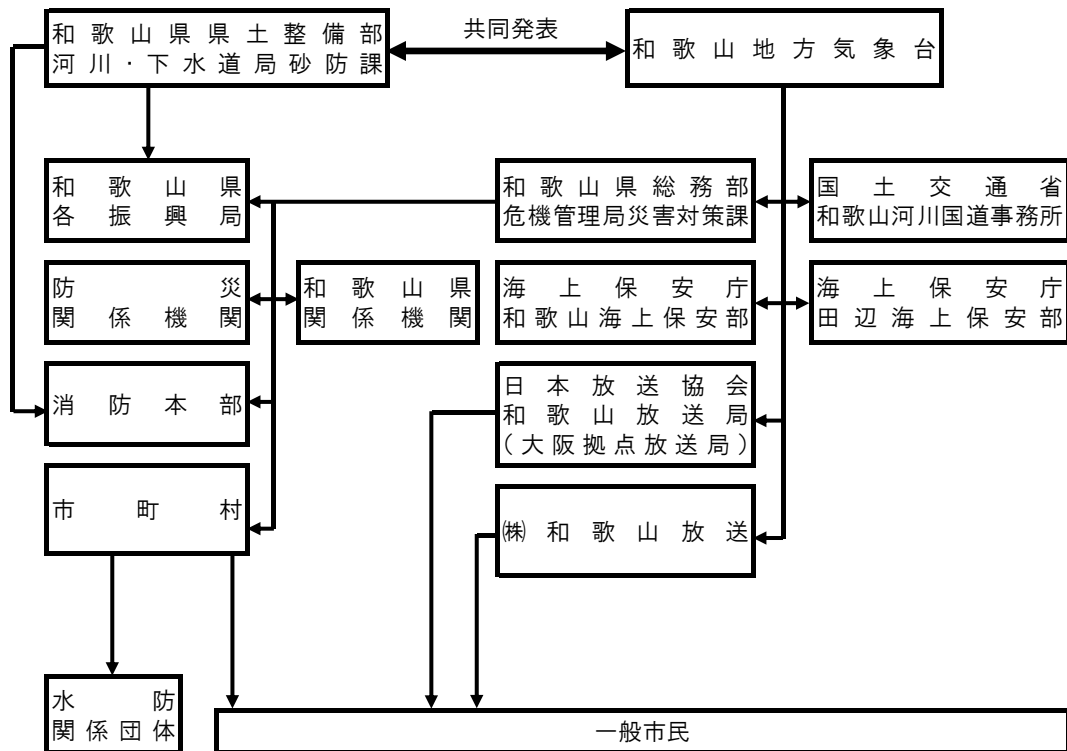 共同発表
和歌山県県土整備部
河川・下水道局砂防課
和歌山地方気象台
和歌山県
各振興局
和歌山県総務部
危機管理局災害対策課
国土交通省
和歌山河川国道事務所
防災
関係機関
和歌山県
関係機関
海上保安庁
和歌山海上保安部
海上保安庁
田辺海上保安部
消防本部
日本放送協会
和歌山放送局
(大阪拠点放送局)
市町村
㈱和歌山放送
水防
関係団体
一般市民